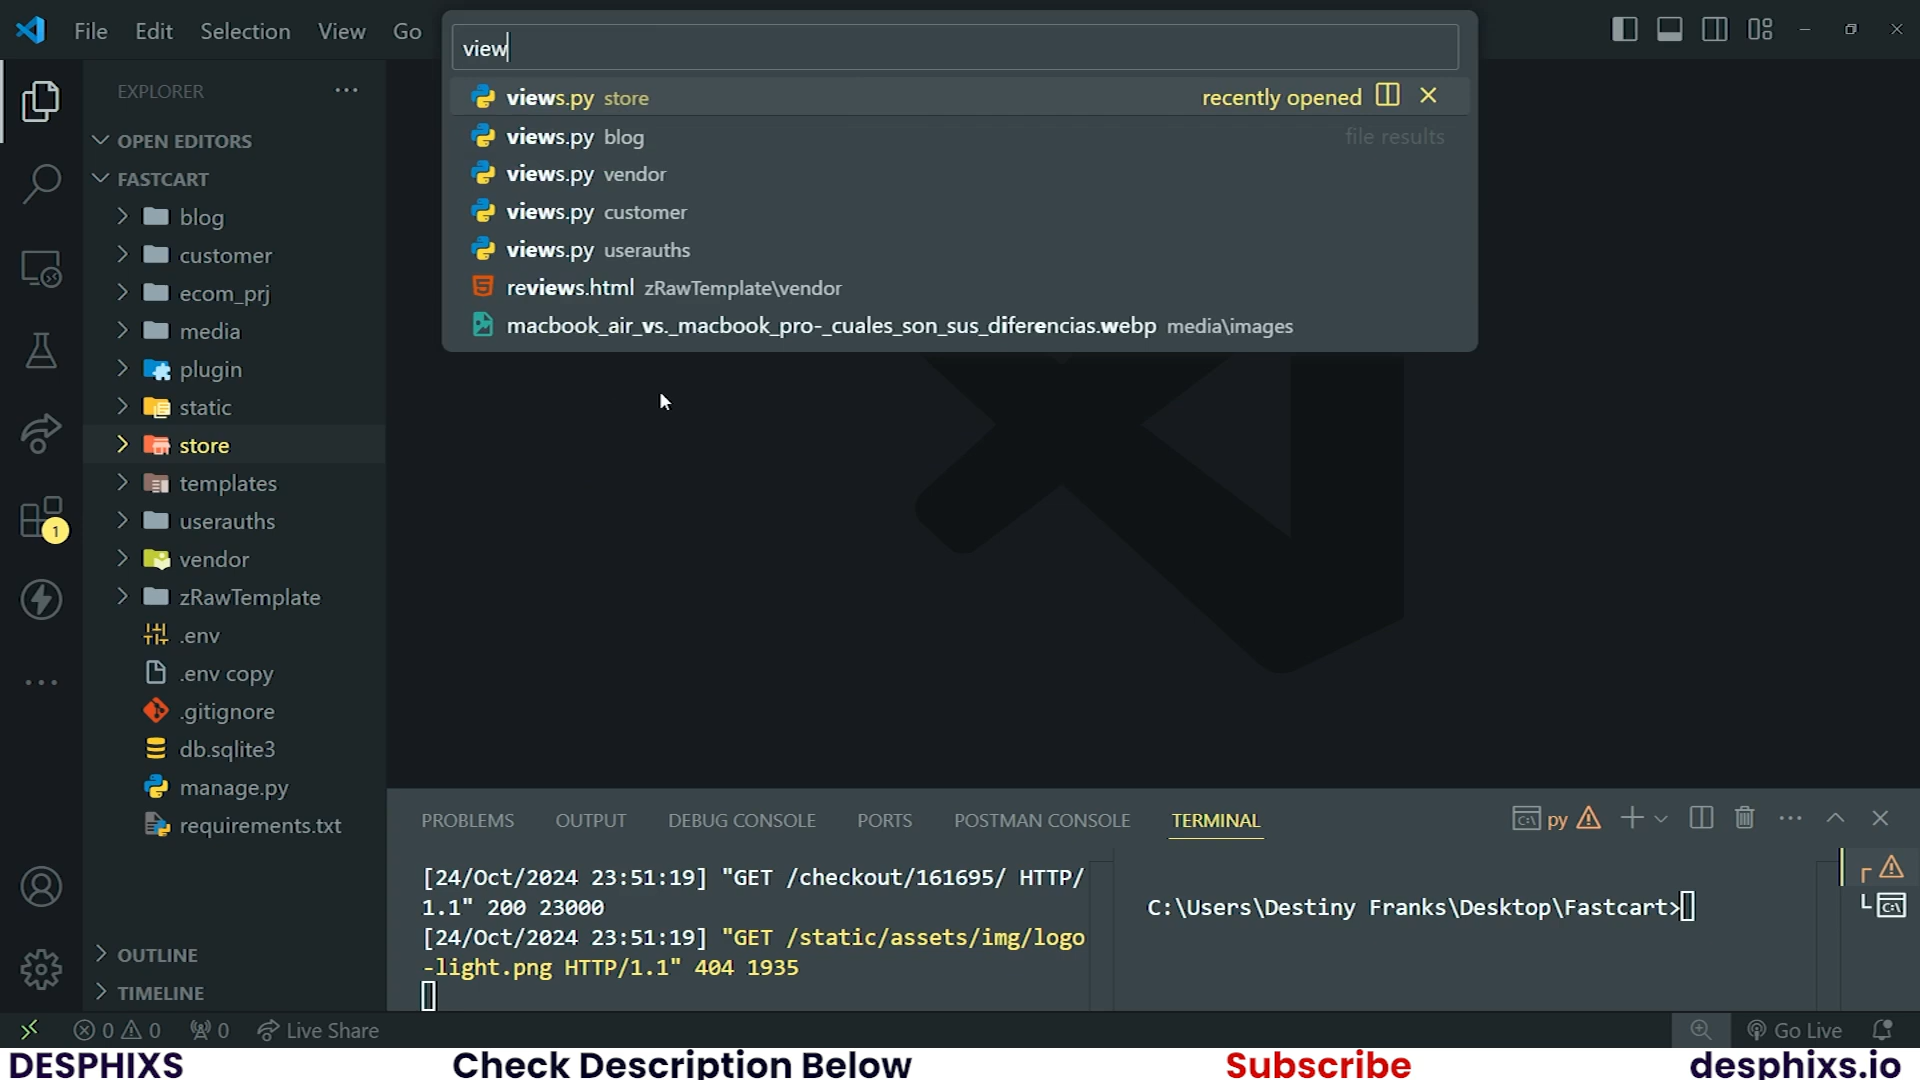 File Edit Selection View Go
view
views.py store recently opened
views.py blog file results
views.py vendor
views.py customer
views.py userauths
reviews.html zRawTemplate\vendor
macbook_air_vs._macbook_pro-_cuales_son_sus_diferencias.webp media\images
EXPLORER
OPEN EDITORS
FASTCART
blog
customer
ecom_prj
media
plugin
static
store
templates
userauths
vendor
zRawTemplate
.env
.env copy
.gitignore
db.sqlite3
manage.py
requirements.txt
OUTLINE
TIMELINE
1
PROBLEMS OUTPUT DEBUG CONSOLE PORTS POSTMAN CONSOLE TERMINAL
py
[24/Oct/2024 23:51:19] "GET /checkout/161695/ HTTP/
1.1" 200 23000
[24/Oct/2024 23:51:19] "GET /static/assets/img/logo
-light.png HTTP/1.1" 404 1935
C:\Users\Destiny Franks\Desktop\Fastcart>
0 0 0 Live Share Go Live
DESPHIXS Check Description Below Subscribe desphixs.io